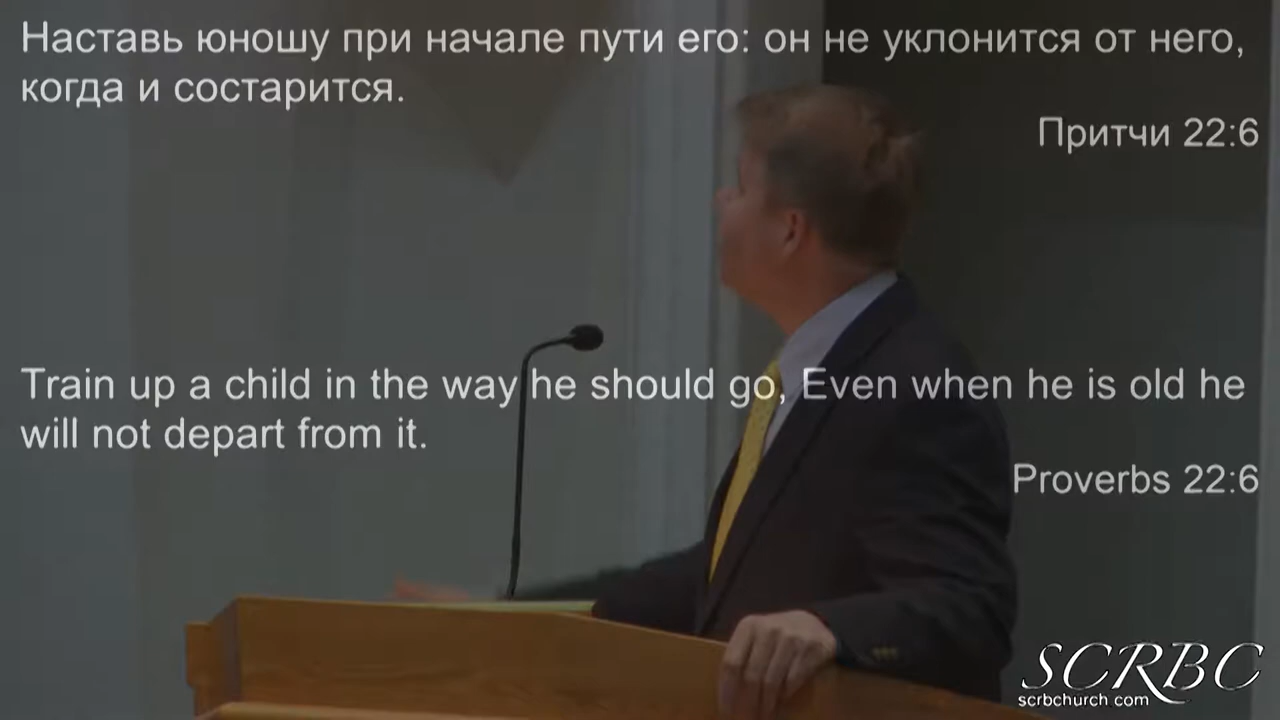 Наставь юношу при начале пути его: он не уклонится от него,
когда и состарится.
Притчи 22:6
Train up a child in the way he should go, Even when he is old he
will not depart from it.
Proverbs 22:6
SCRBC
scrbchurch.com